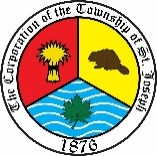 The Corporation of the Township of St. Joseph
1876